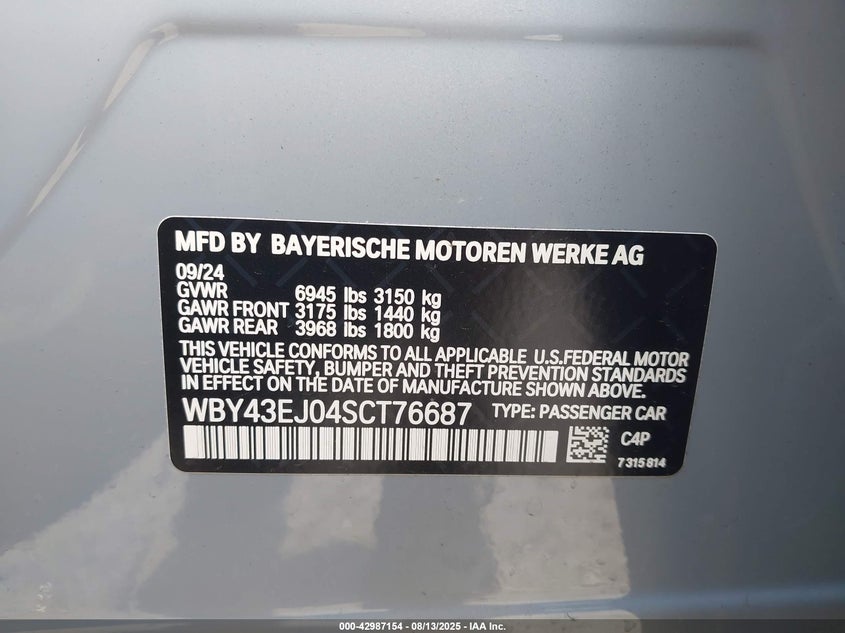 MFD BY BAYERISCHE MOTOREN WERKE AG
09/24
GVWR 6945 lbs 3150 kg
GAWR FRONT 3175 lbs 1440 kg
GAWR REAR 3968 lbs 1800 kg
THIS VEHICLE CONFORMS TO ALL APPLICABLE U.S.FEDERAL MOTOR
VEHICLE SAFETY, BUMPER AND THEFT PREVENTION STANDARDS
IN EFFECT ON THE DATE OF MANUFACTURE SHOWN ABOVE.
WBY43EJ04SCT76687 TYPE: PASSENGER CAR
C4P
7 315 814
000-42987154 - 08/13/2025 - IAA Inc.